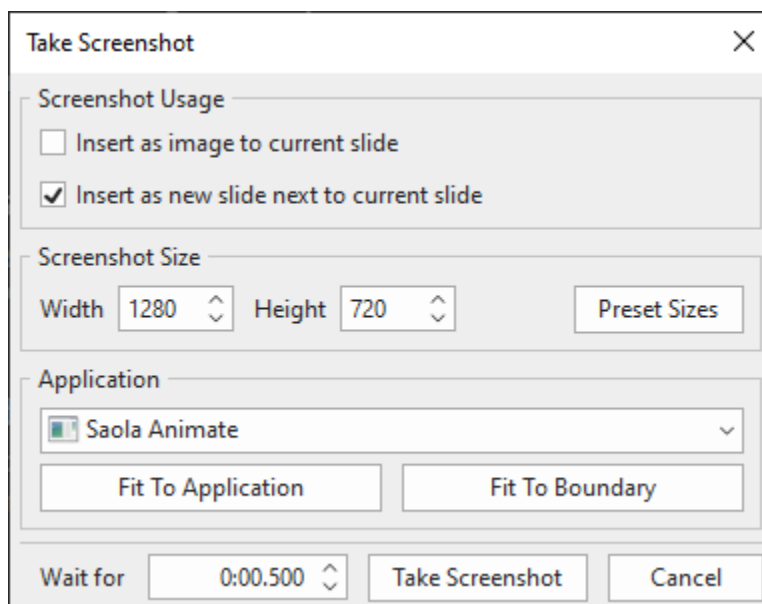 Take Screenshot
Screenshot Usage
Insert as image to current slide
Insert as new slide next to current slide
Screenshot Size
Width 1280 Height 720 Preset Sizes
Application
Saola Animate
Fit To Application Fit To Boundary
Wait for 0:00.500 Take Screenshot Cancel